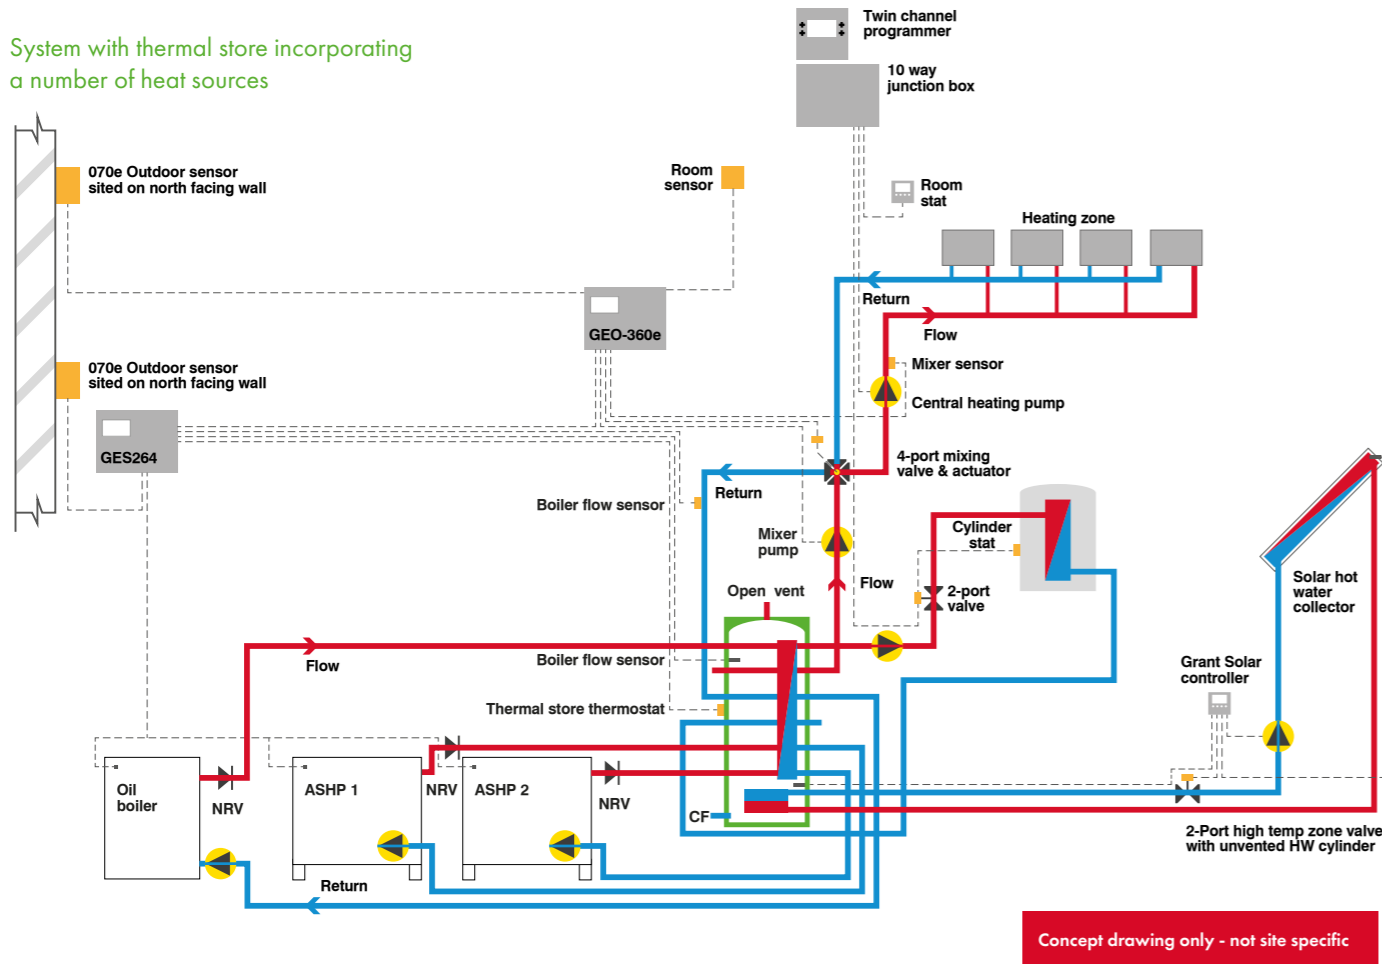 System with thermal store incorporating
a number of heat sources
Twin channel
programmer
10 way
junction box
070e Outdoor sensor
sited on north facing wall
Room
sensor
Room
stat
Heating zone
Return
Flow
GEO-360e
Mixer sensor
Central heating pump
070e Outdoor sensor
sited on north facing wall
GES264
4-port mixing
valve & actuator
Return
Boiler flow sensor
Mixer
pump
Cylinder
stat
Flow
2-port
valve
Open vent
Solar hot
water
collector
Flow
Boiler flow sensor
Grant Solar
controller
Thermal store thermostat
Oil
boiler
NRV
ASHP 1
NRV
ASHP 2
NRV
CF
2-Port high temp zone valve
with unvented HW cylinder
Return
Concept drawing only - not site specific